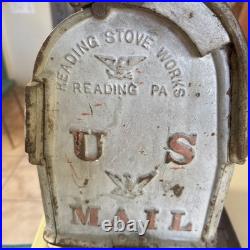 READING STOVE WORKS
READING PA
U S
MAIL